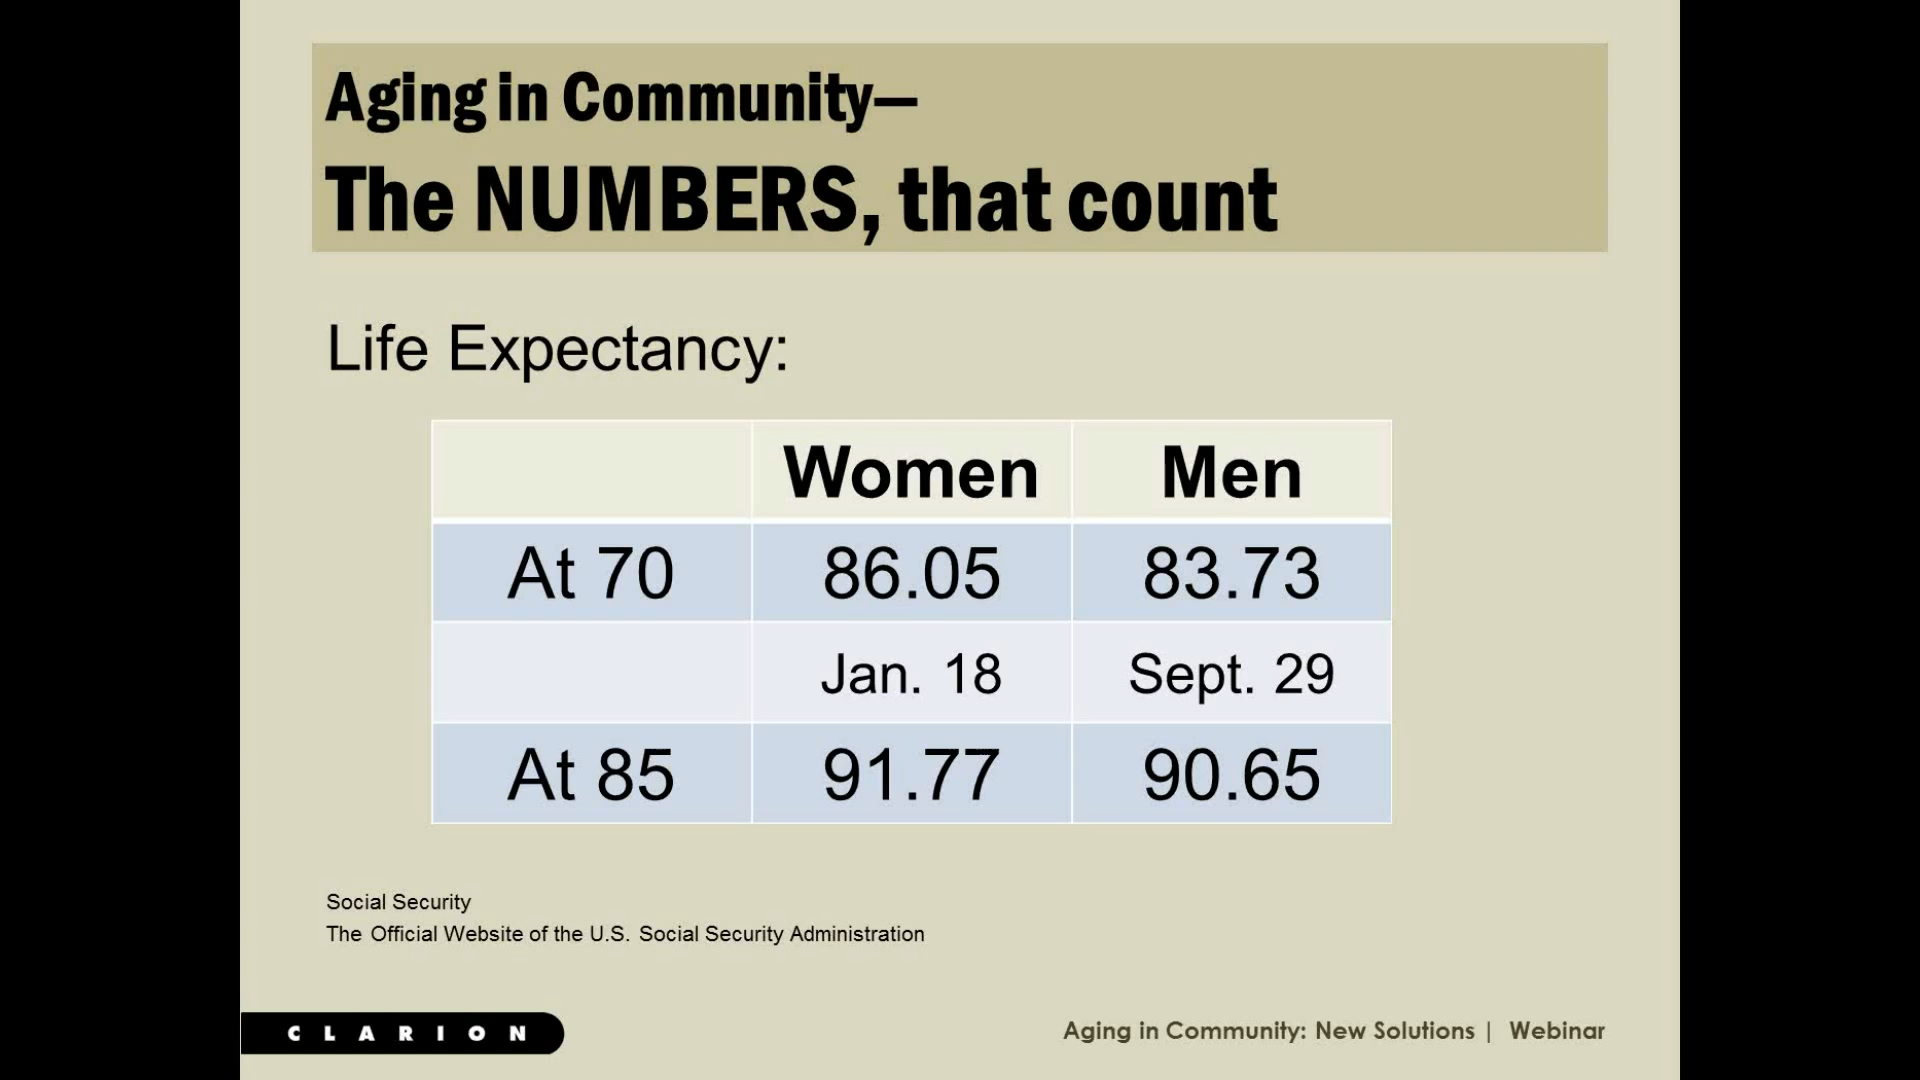 Aging in Community—
The NUMBERS, that count
Life Expectancy:
Women Men
At 70 86.05 83.73
Jan. 18 Sept. 29
At 85 91.77 90.65
Social Security
The Official Website of the U.S. Social Security Administration
CLARION
Aging in Community: New Solutions | Webinar